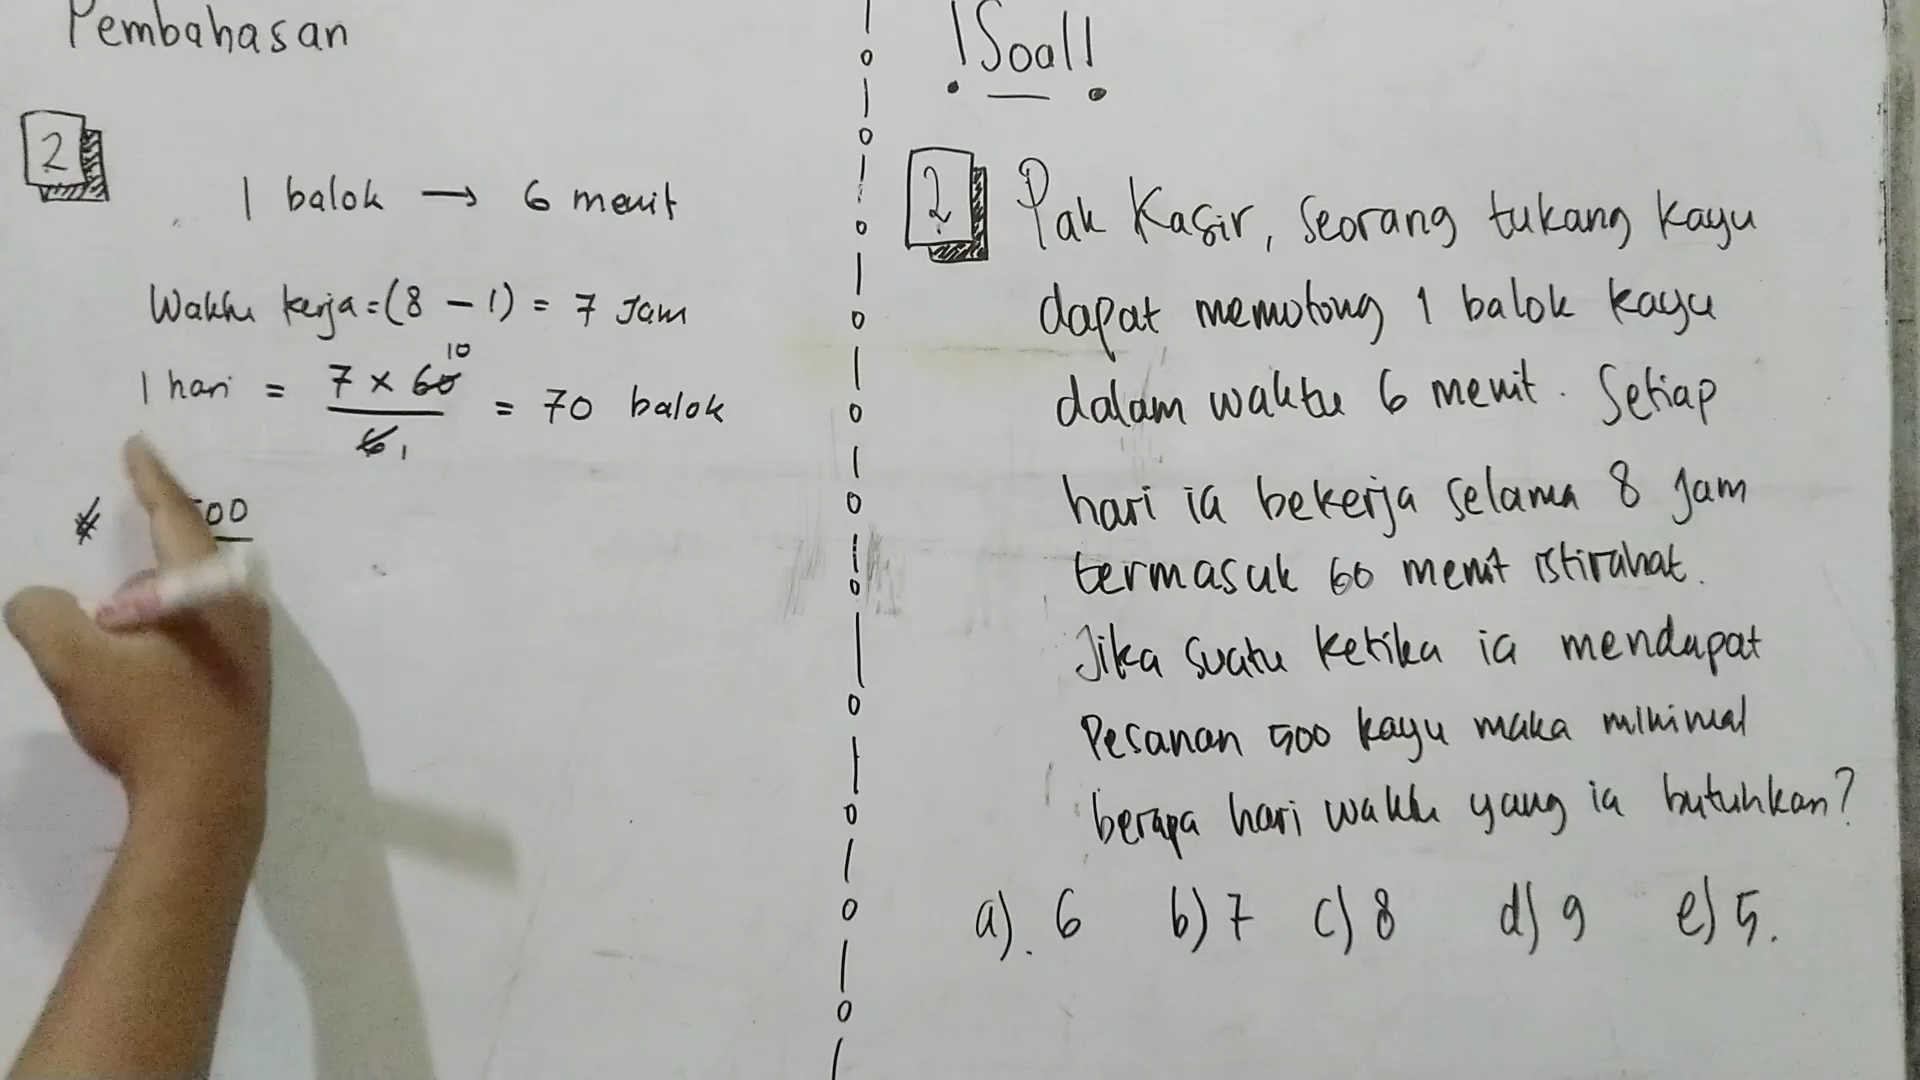 Pembahasan
2
1 balok → 6 menit
Waktu kerja = (8 - 1) = 7 Jam
10
1 hari = 7 x 60 = 70 balok
6 1
* 500
! Soal !
2 Pak Kasir, seorang tukang kayu
dapat memotong 1 balok kayu
dalam waktu 6 menit. Setiap
hari ia bekerja selama 8 Jam
termasuk 60 menit istirahat.
Jika suatu ketika ia mendapat
Pesanan 500 kayu maka minimal
berapa hari waktu yang ia butuhkan?
a). 6 b) 7 c) 8 d) 9 e) 5.